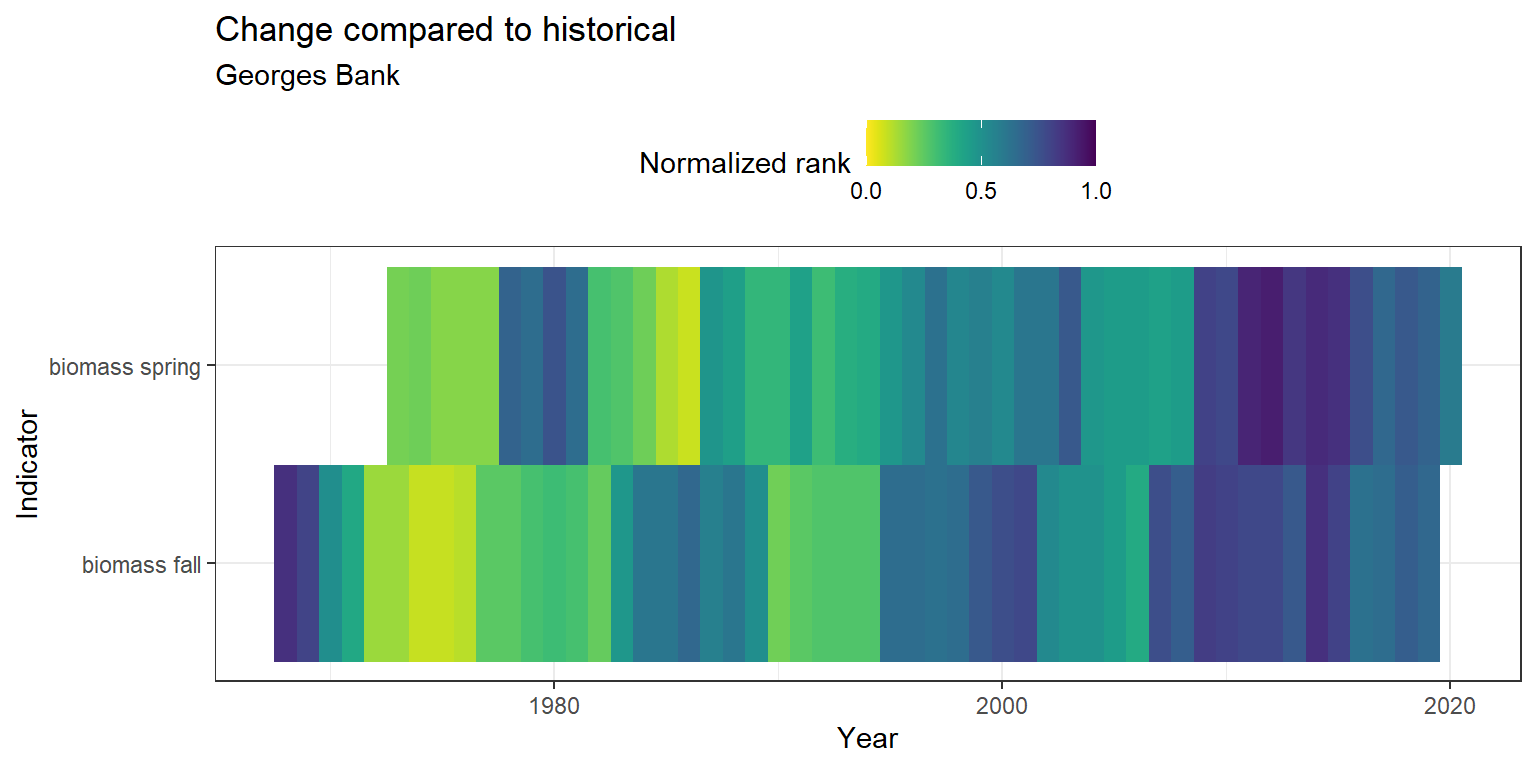 Change compared to historical
Georges Bank
Normalized rank
0.0 0.5 1.0
Indicator
biomass spring
biomass fall
1980 2000 2020
Year